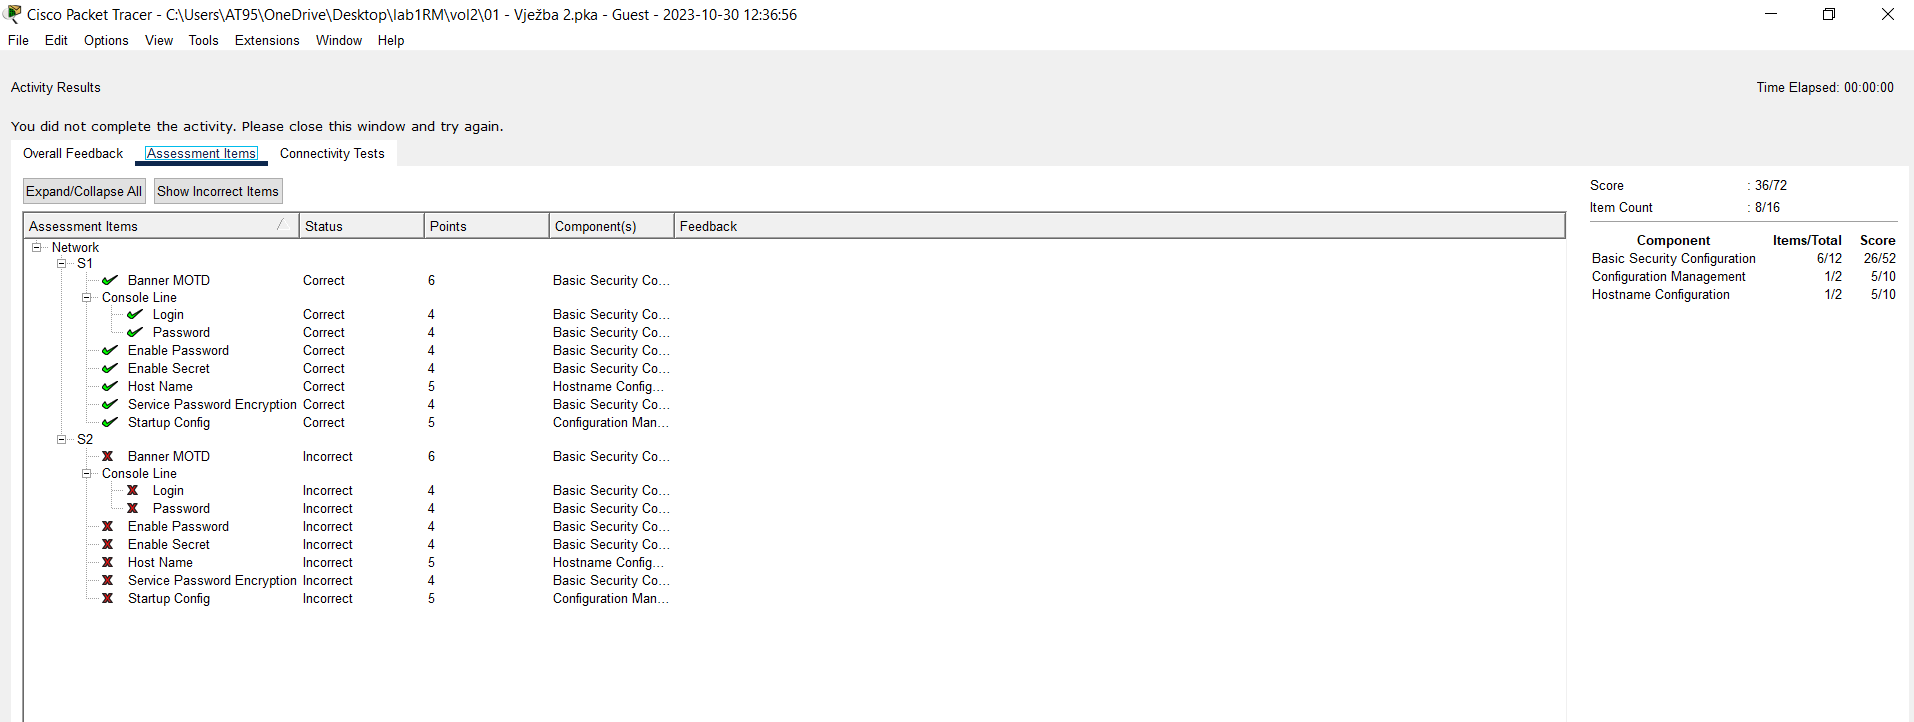 Cisco Packet Tracer - C:\Users\AT95\OneDrive\Desktop\lab1RM\vol2\01 - Vježba 2.pka - Guest - 2023-10-30 12:36:56
File Edit Options View Tools Extensions Window Help
Activity Results Time Elapsed: 00:00:00
You did not complete the activity. Please close this window and try again.
Overall Feedback Assessment Items Connectivity Tests
Expand/Collapse All Show Incorrect Items
Score : 36/72
Item Count : 8/16
Component Items/Total Score
Basic Security Configuration 6/12 26/52
Configuration Management 1/2 5/10
Hostname Configuration 1/2 5/10
Assessment Items Status Points Component(s) Feedback
Network
S1
Banner MOTD Correct 6 Basic Security Co...
Console Line
Login Correct 4 Basic Security Co...
Password Correct 4 Basic Security Co...
Enable Password Correct 4 Basic Security Co...
Enable Secret Correct 4 Basic Security Co...
Host Name Correct 5 Hostname Config...
Service Password Encryption Correct 4 Basic Security Co...
Startup Config Correct 5 Configuration Man...
S2
Banner MOTD Incorrect 6 Basic Security Co...
Console Line
Login Incorrect 4 Basic Security Co...
Password Incorrect 4 Basic Security Co...
Enable Password Incorrect 4 Basic Security Co...
Enable Secret Incorrect 4 Basic Security Co...
Host Name Incorrect 5 Hostname Config...
Service Password Encryption Incorrect 4 Basic Security Co...
Startup Config Incorrect 5 Configuration Man...